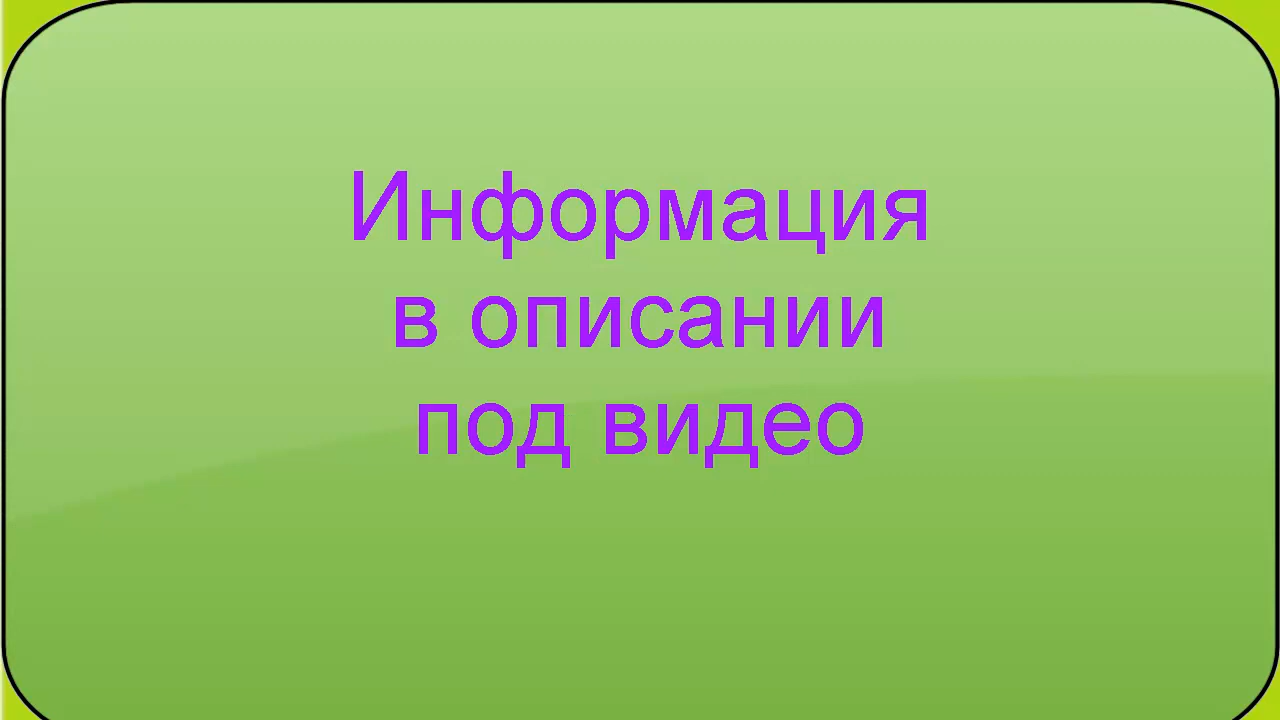 Информация
в описании
под видео